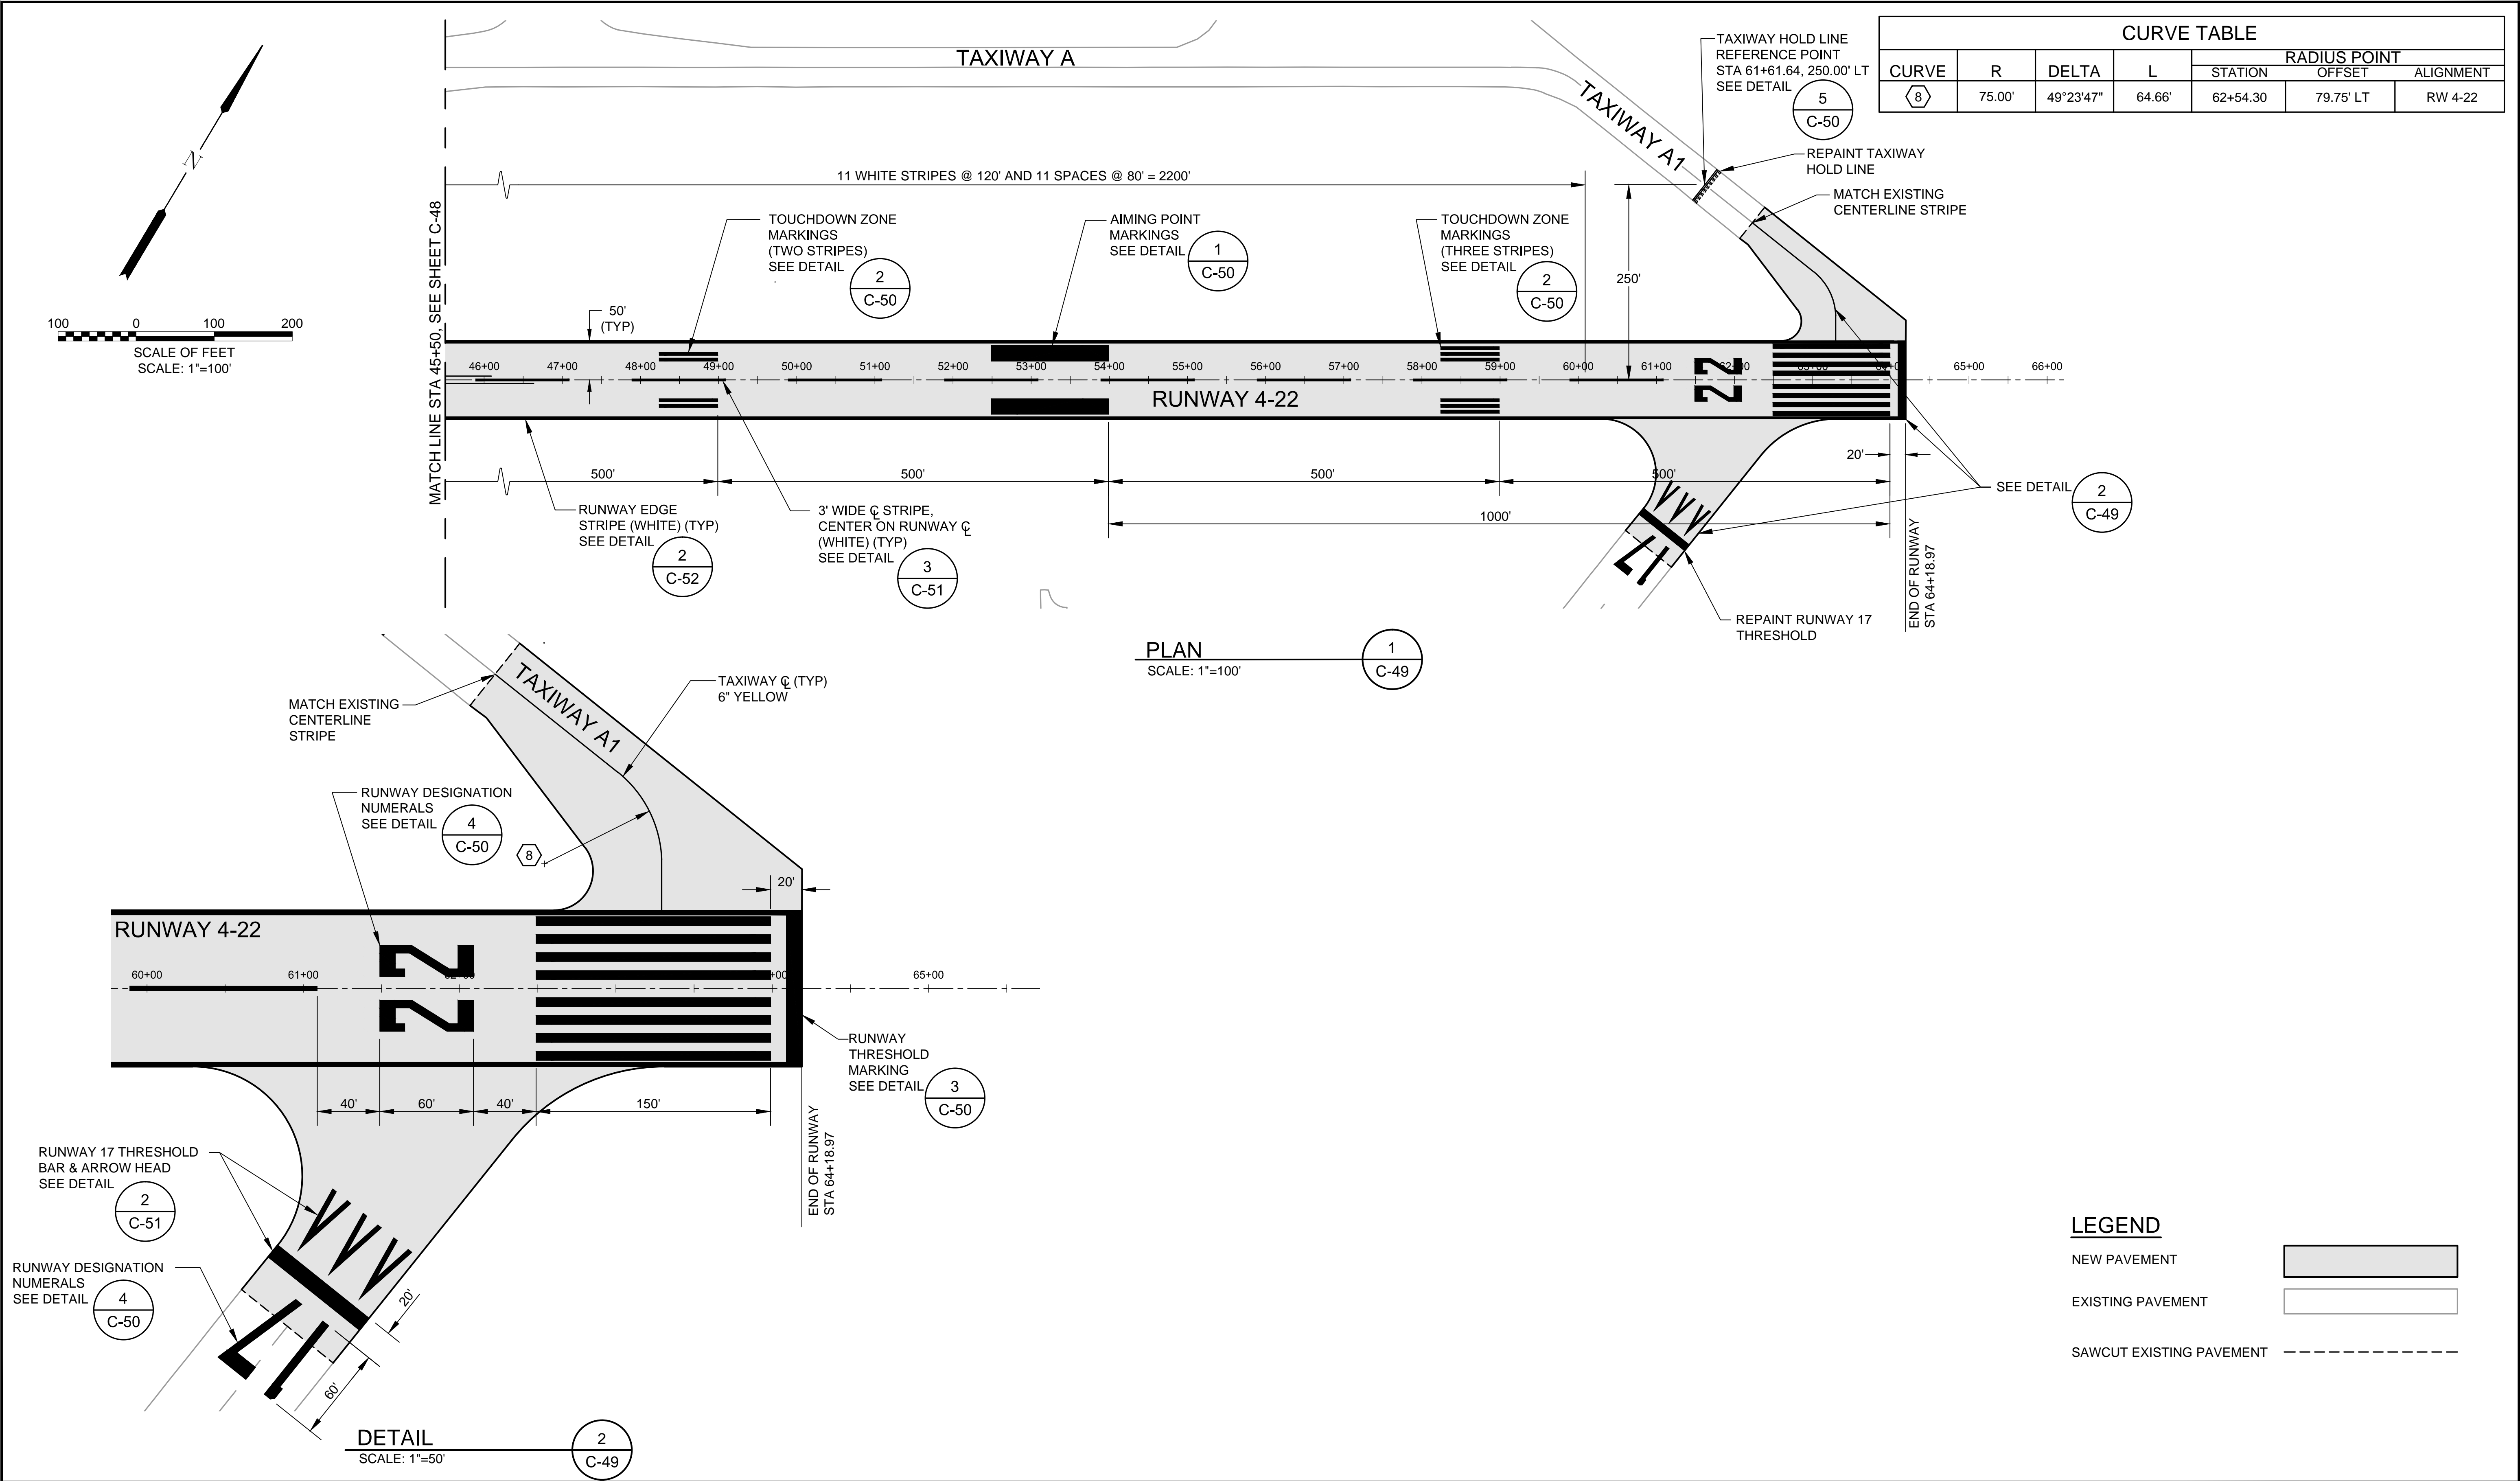 TAXIWAY A
TAXIWAY HOLD LINE
REFERENCE POINT
STA 61+61.64, 250.00' LT
SEE DETAIL
5
C-50
CURVE TABLE
RADIUS POINT
CURVE R DELTA L STATION OFFSET ALIGNMENT
8 75.00' 49°23'47" 64.66' 62+54.30 79.75' LT RW 4-22
N
TAXIWAY A1
REPAINT TAXIWAY
HOLD LINE
MATCH EXISTING
CENTERLINE STRIPE
11 WHITE STRIPES @ 120' AND 11 SPACES @ 80' = 2200'
MATCH LINE STA 45+50, SEE SHEET C-48
TOUCHDOWN ZONE
MARKINGS
(TWO STRIPES)
SEE DETAIL
2
C-50
AIMING POINT
MARKINGS
SEE DETAIL
1
C-50
TOUCHDOWN ZONE
MARKINGS
(THREE STRIPES)
SEE DETAIL
2
C-50
250'
50'
(TYP)
100 0 100 200
SCALE OF FEET
SCALE: 1"=100'
46+00 47+00 48+00 49+00 50+00 51+00 52+00 53+00 54+00 55+00 56+00 57+00 58+00 59+00 60+00 61+00 62+00 63+00 64+00 65+00 66+00
22
RUNWAY 4-22
500' 500' 500' 500'
20'
1000'
SEE DETAIL
2
C-49
RUNWAY EDGE
STRIPE (WHITE) (TYP)
SEE DETAIL
2
C-52
3' WIDE ℄ STRIPE,
CENTER ON RUNWAY ℄
(WHITE) (TYP)
SEE DETAIL
3
C-51
17
END OF RUNWAY
STA 64+18.97
REPAINT RUNWAY 17
THRESHOLD
PLAN
SCALE: 1"=100'
1
C-49
TAXIWAY A1
TAXIWAY ℄ (TYP)
6" YELLOW
MATCH EXISTING
CENTERLINE
STRIPE
RUNWAY DESIGNATION
NUMERALS
SEE DETAIL
4
C-50
8
20'
RUNWAY 4-22
60+00 61+00 62+00 65+00
22
RUNWAY
THRESHOLD
MARKING
SEE DETAIL
3
C-50
40' 60' 40' 150'
END OF RUNWAY
STA 64+18.97
RUNWAY 17 THRESHOLD
BAR & ARROW HEAD
SEE DETAIL
2
C-51
RUNWAY DESIGNATION
NUMERALS
SEE DETAIL
4
C-50
17
20'
60'
DETAIL
SCALE: 1"=50'
2
C-49
LEGEND
NEW PAVEMENT
EXISTING PAVEMENT
SAWCUT EXISTING PAVEMENT